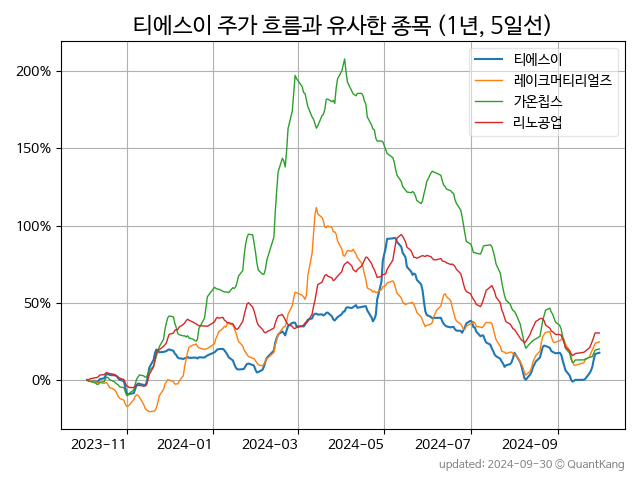 티에스이 주가 흐름과 유사한 종목 (1년, 5일선)
티에스이
레이크머티리얼즈
가온칩스
리노공업
200%
150%
100%
50%
0%
2023-11
2024-01
2024-03
2024-05
2024-07
2024-09
updated: 2024-09-30 © QuantKang